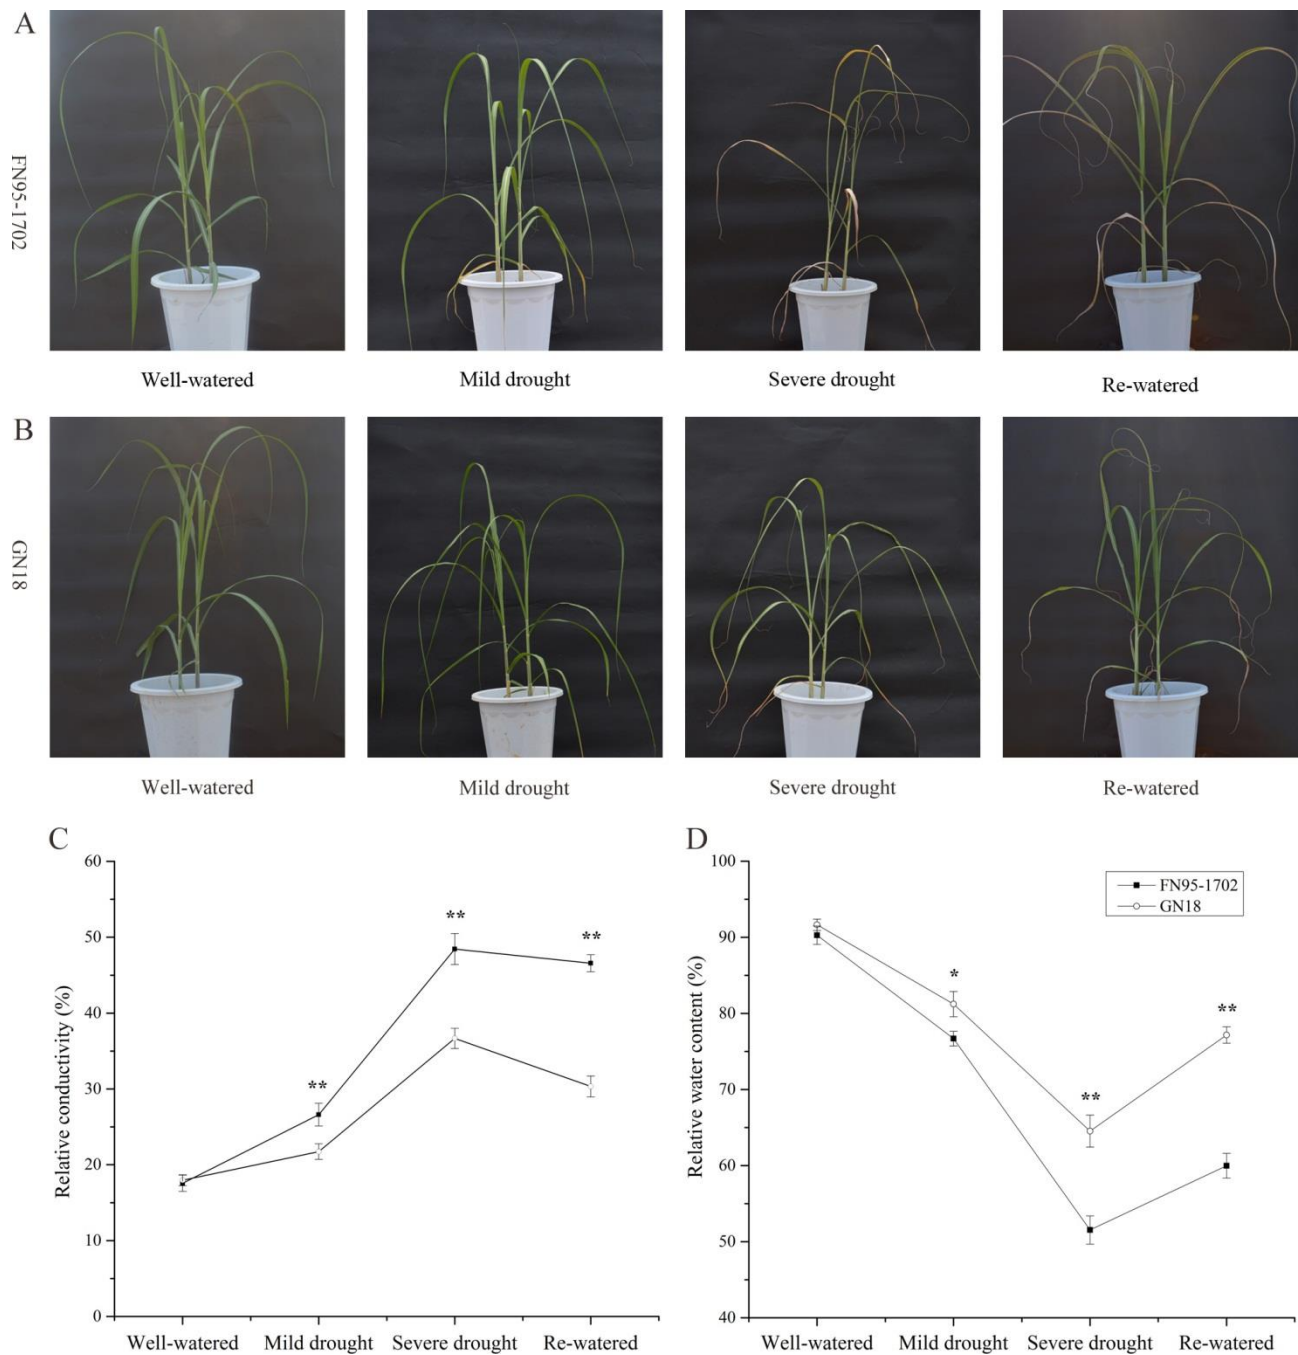 A
FN95-1702
Well-watered
Mild drought
Severe drought
Re-watered
B
GN18
Well-watered
Mild drought
Severe drought
Re-watered
C
Relative conductivity (%)
60
50
40
30
20
10
0
**
**
**
Well-watered
Mild drought
Severe drought
Re-watered
D
Relative water content (%)
100
90
80
70
60
50
40
FN95-1702
GN18
*
**
**
Well-watered
Mild drought
Severe drought
Re-watered